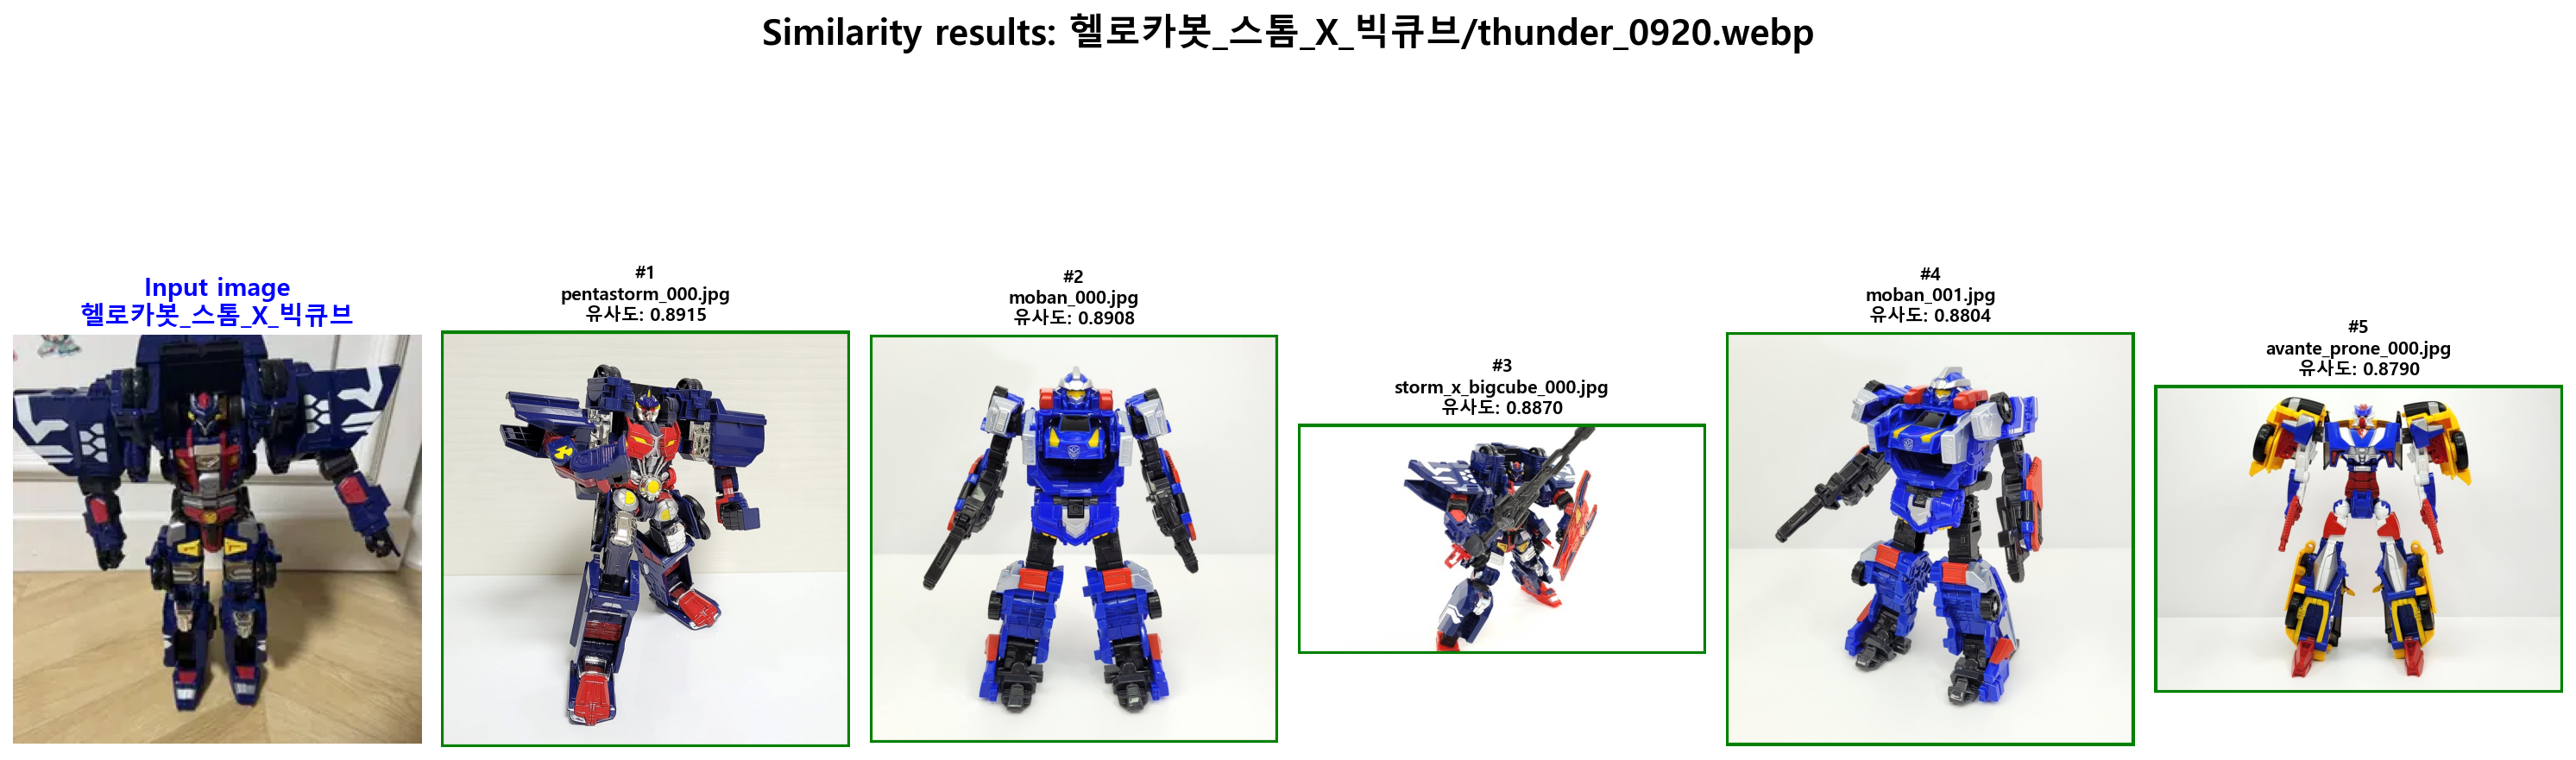 Similarity results: 헬로카봇_스톰_X_빅큐브/thunder_0920.webp
Input image
헬로카봇_스톰_X_빅큐브
#1
pentastorm_000.jpg
유사도: 0.8915
#2
moban_000.jpg
유사도: 0.8908
#3
storm_x_bigcube_000.jpg
유사도: 0.8870
#4
moban_001.jpg
유사도: 0.8804
#5
avante_prone_000.jpg
유사도: 0.8790